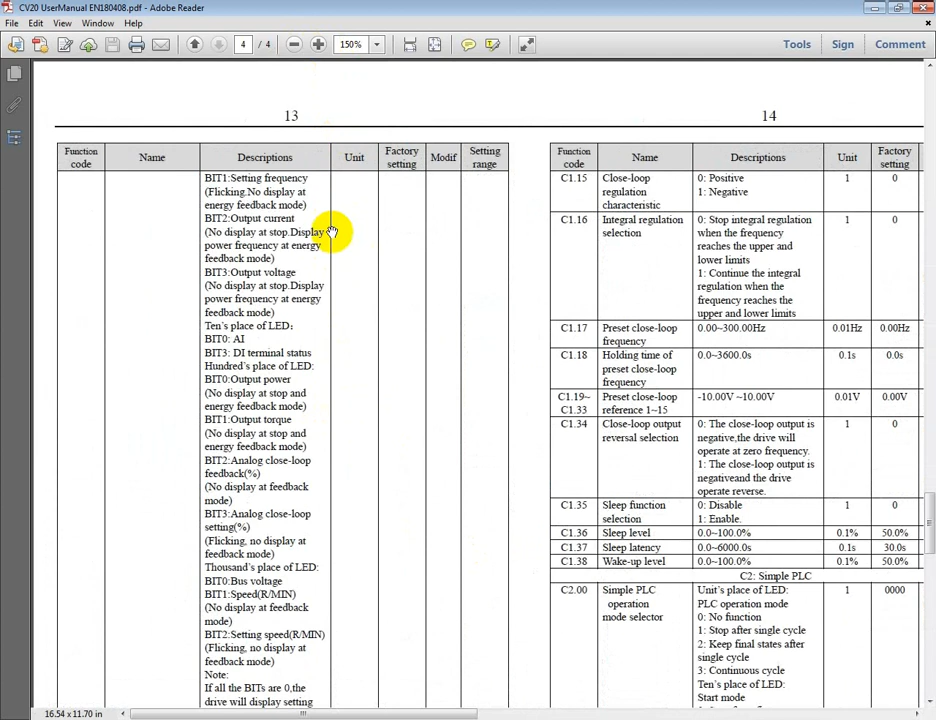 CV20 UserManual EN180408.pdf - Adobe Reader
File Edit View Window Help
4 / 4 150% Tools Sign Comment
13
Function code Name Descriptions Unit Factory setting Modif Setting range
BIT1:Setting frequency
(Flicking.No display at
energy feedback mode)
BIT2:Output current
(No display at stop.Display
power frequency at energy
feedback mode)
BIT3:Output voltage
(No display at stop.Display
power frequency at energy
feedback mode)
Ten's place of LED:
BIT0: AI
BIT3: DI terminal status
Hundred's place of LED:
BIT0:Output power
(No display at stop and
energy feedback mode)
BIT1:Output torque
(No display at stop and
energy feedback mode)
BIT2:Analog close-loop
feedback(%)
(No display at feedback
mode)
BIT3:Analog close-loop
setting(%)
(Flicking, no display at
feedback mode)
Thousand's place of LED:
BIT0:Bus voltage
BIT1:Speed(R/MIN)
(No display at feedback
mode)
BIT2:Setting speed(R/MIN)
(Flicking, no display at
feedback mode)
Note:
If all the BITs are 0,the
drive will display setting
14
Function code Name Descriptions Unit Factory setting
C1.15 Close-loop 0: Positive 1 0
regulation 1: Negative
characteristic
C1.16 Integral regulation 0: Stop integral regulation 1 0
selection when the frequency
reaches the upper and
lower limits
1: Continue the integral
regulation when the
frequency reaches the
upper and lower limits
C1.17 Preset close-loop 0.00~300.00Hz 0.01Hz 0.00Hz
frequency
C1.18 Holding time of 0.0~3600.0s 0.1s 0.0s
preset close-loop
frequency
C1.19~ Preset close-loop -10.00V ~10.00V 0.01V 0.00V
C1.33 reference 1~15
C1.34 Close-loop output 0: The close-loop output is 1 0
reversal selection negative,the drive will
operate at zero frequency.
1: The close-loop output is
negativeand the drive
operate reverse.
C1.35 Sleep function 0: Disable 1 0
selection 1: Enable.
C1.36 Sleep level 0.0~100.0% 0.1% 50.0%
C1.37 Sleep latency 0.0~6000.0s 0.1s 30.0s
C1.38 Wake-up level 0.0~100.0% 0.1% 50.0%
C2: Simple PLC
C2.00 Simple PLC Unit's place of LED: 1 0000
operation PLC operation mode
mode selector 0: No function
1: Stop after single cycle
2: Keep final states after
single cycle
3: Continuous cycle
Ten's place of LED:
Start mode
16.54 x 11.70 in